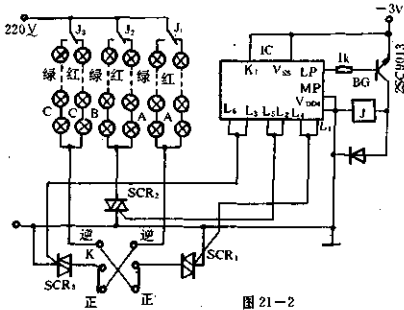 －3V
220V
J₃
J₂
J₁
绿 红 绿 红 绿 红
C C B A A
IC
K₁ VSS LP
1k
BG
2SC9013
MP
VDD
L₆ L₃ L₅ L₂ L₄ L₁
J
SCR₂
逆 逆
K
SCR₃
SCR₁
正 正
图 21－2